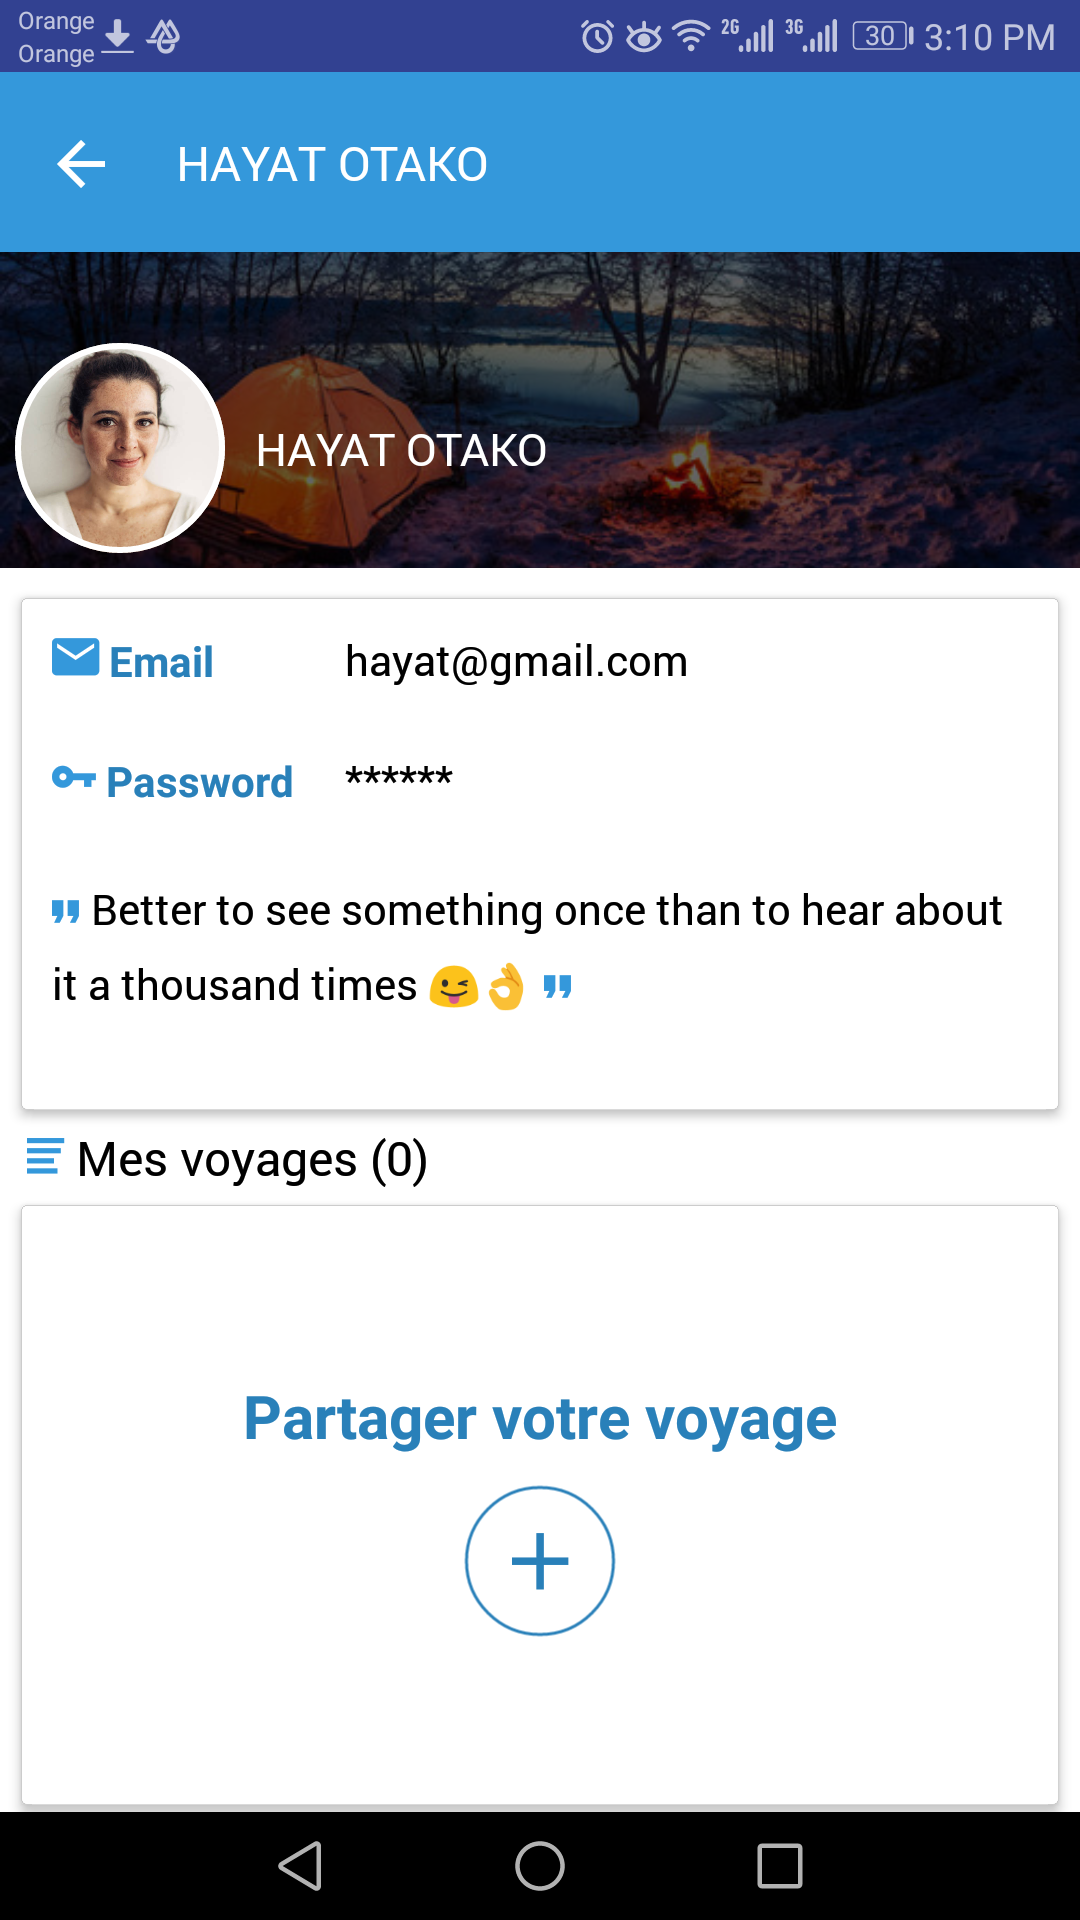 Orange
Orange
2G 3G 30 3:10 PM
HAYAT OTAKO
HAYAT OTAKO
Email hayat@gmail.com
Password ******
" Better to see something once than to hear about
it a thousand times 😜👌 "
Mes voyages (0)
Partager votre voyage